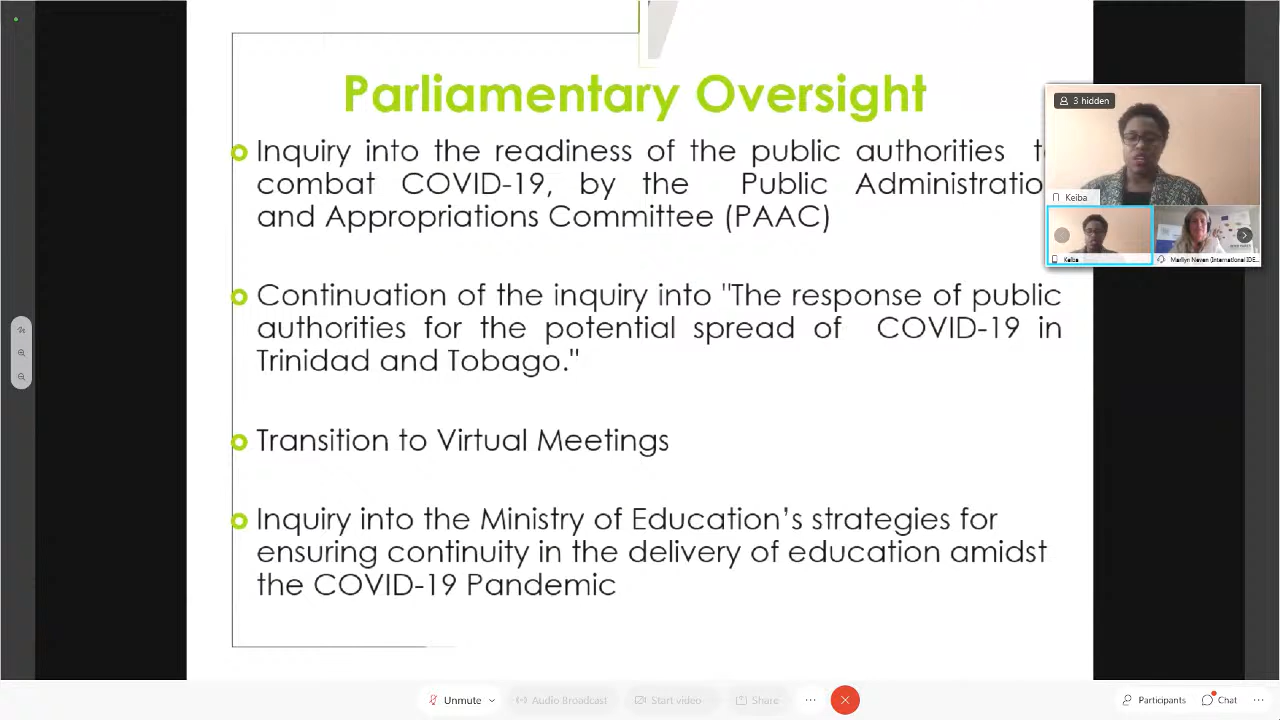 Parliamentary Oversight
Inquiry into the readiness of the public authorities
combat COVID-19, by the Public Administration
and Appropriations Committee (PAAC)
Continuation of the inquiry into "The response of public
authorities for the potential spread of COVID-19 in
Trinidad and Tobago."
Transition to Virtual Meetings
Inquiry into the Ministry of Education's strategies for
ensuring continuity in the delivery of education amidst
the COVID-19 Pandemic
3 hidden
Keiba
Keiba
Marilyn Neven (International IDE...
Unmute
Audio Broadcast
Start video
Share
Participants
Chat